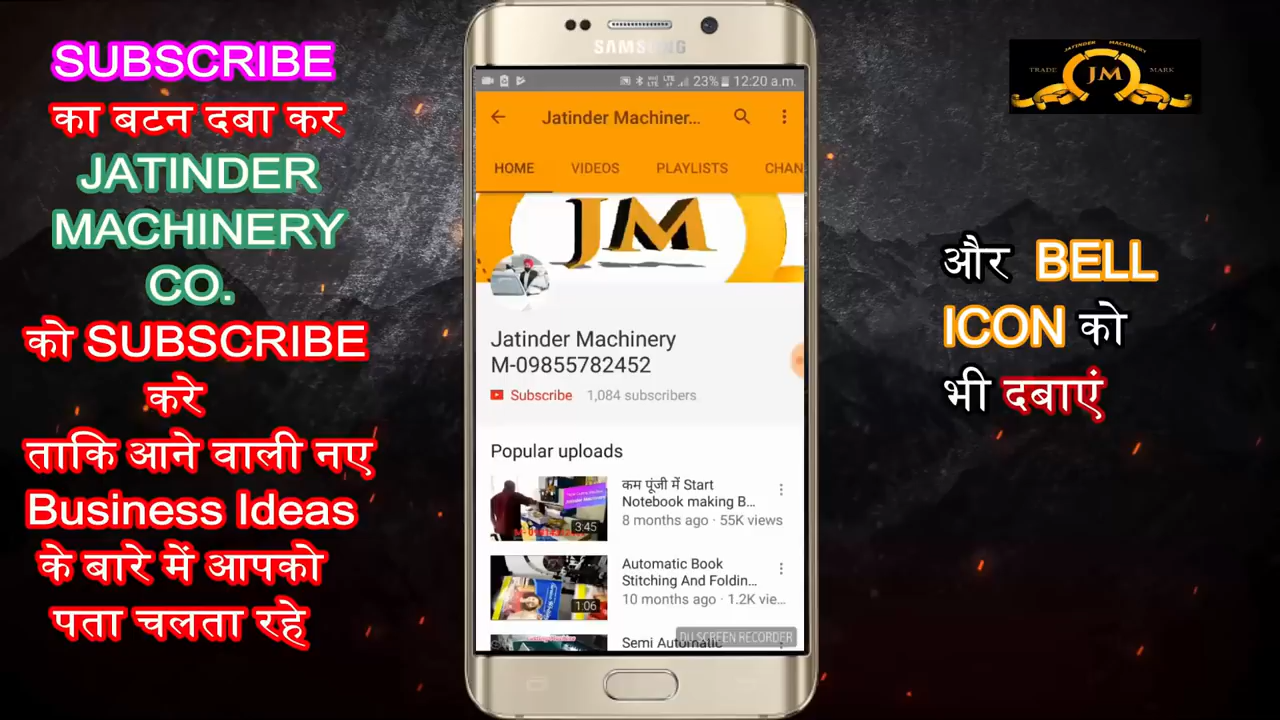 SUBSCRIBE
का बटन दबा कर
JATINDER
MACHINERY
CO.
को SUBSCRIBE
करे
ताकि आने वाली नए
Business Ideas
के बारे में आपको
पता चलता रहे
SAMSUNG
23% 12:20 a.m.
Jatinder Machiner...
HOME VIDEOS PLAYLISTS CHAN
JM
Jatinder Machinery
M-09855782452
Subscribe 1,084 subscribers
Popular uploads
कम पूंजी में Start
Notebook making B...
8 months ago · 55K views
3:45
Automatic Book
Stitching And Foldin...
10 months ago · 1.2K vie...
1:06
Semi Automatic
DU SCREEN RECORDER
JATINDER MACHINERY
TRADE JM MARK
और BELL
ICON को
भी दबाएं